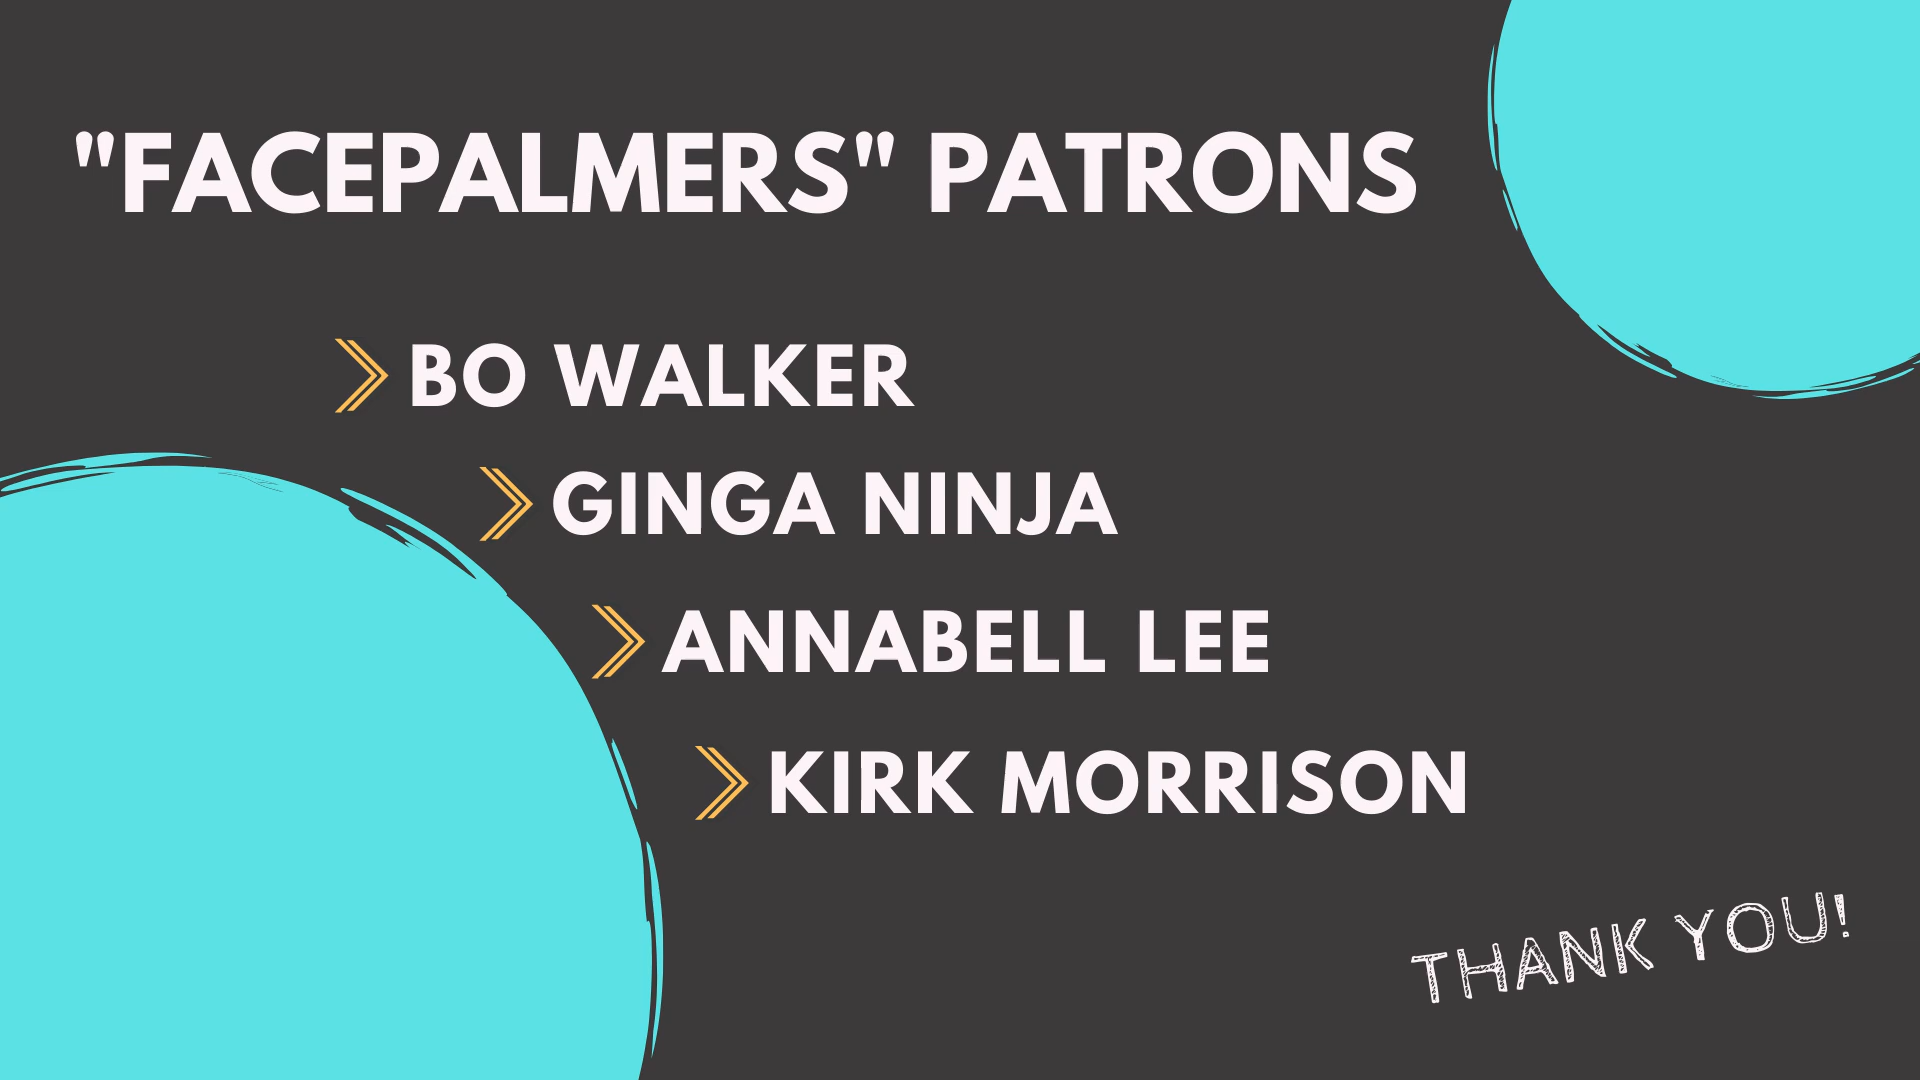 "FACEPALMERS" PATRONS
BO WALKER
GINGA NINJA
ANNABELL LEE
KIRK MORRISON
THANK YOU!